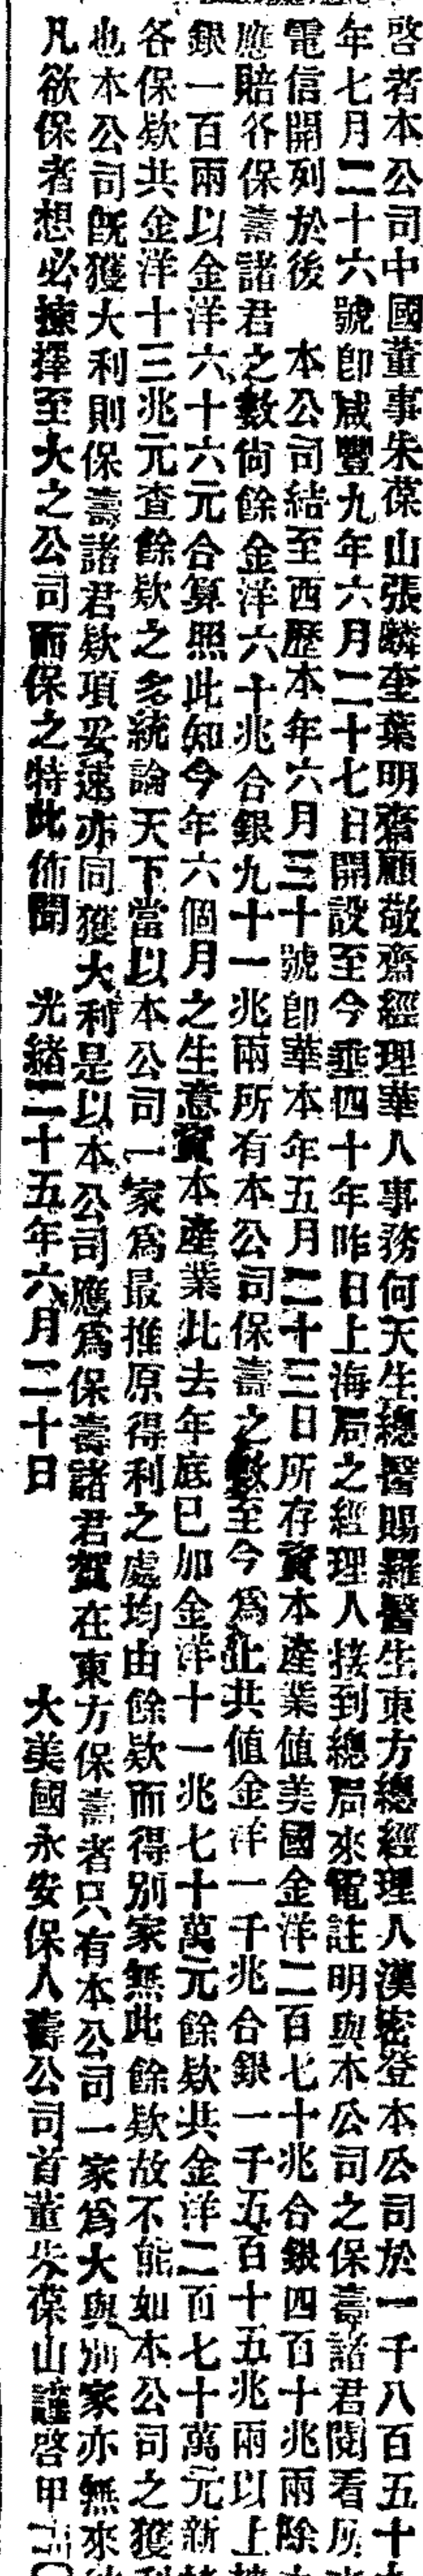 啓者本公司中國董事朱葆山張麟奎葉明齋顧敬齋經理華人事務何天生總醫賜羅醫生東方總經理人漢密登本公司於一千八百五十
年七月二十六號卽咸豐九年六月二十七日開設至今垂四十年昨日上海局之經理人接到總局來電註明與本公司之保壽諸君閱看所
電信開列於後 本公司結至西歷本年六月三十號卽華本年五月二十三日所存資本產業值美國金洋二百七十兆合銀四百十兆兩除
應賠各保壽諸君之數尙餘金洋六十兆合銀九十一兆兩所有本公司保壽之數至今爲止共值金洋一千兆合銀一千五百十五兆兩以上
銀一百兩以金洋六十六元合算照此知今年六個月之生意資本產業此去年底已加金洋十一兆七十萬元餘欵共金洋二百七十萬元新
各保欵共金洋十三兆元查餘欵之多統論天下當以本公司一家爲最推原得利之處均由餘欵而得別家無此餘欵故不能如本公司之獲
也本公司旣獲大利則保壽諸君欵項妥速亦同獲大利是以本公司應爲保壽諸君賀在東方保壽者只有本公司一家爲大與別家亦無來
凡欲保者想必揀擇至大之公司而保之特此佈聞 光緒二十五年六月二十日 大美國永安保人壽公司首董朱葆山謹啓甲